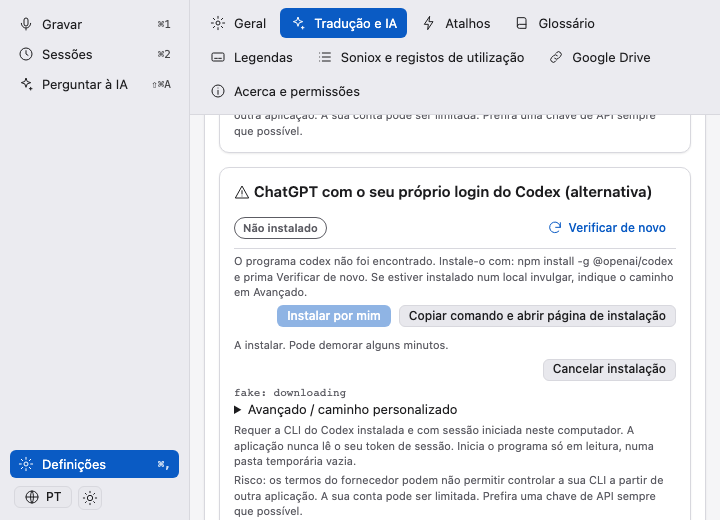 Gravar ⌘1
Sessões ⌘2
Perguntar à IA ⇧⌘A
Definições ⌘,
PT
Geral
Tradução e IA
Atalhos
Glossário
Legendas
Soniox e registos de utilização
Google Drive
Acerca e permissões
outra aplicação. A sua conta pode ser limitada. Prefira uma chave de API sempre
que possível.
ChatGPT com o seu próprio login do Codex (alternativa)
Não instalado
Verificar de novo
O programa codex não foi encontrado. Instale-o com: npm install -g @openai/codex
e prima Verificar de novo. Se estiver instalado num local invulgar, indique o caminho
em Avançado.
Instalar por mim
Copiar comando e abrir página de instalação
A instalar. Pode demorar alguns minutos.
Cancelar instalação
fake: downloading
Avançado / caminho personalizado
Requer a CLI do Codex instalada e com sessão iniciada neste computador. A
aplicação nunca lê o seu token de sessão. Inicia o programa só em leitura, numa
pasta temporária vazia.
Risco: os termos do fornecedor podem não permitir controlar a sua CLI a partir de
outra aplicação. A sua conta pode ser limitada. Prefira uma chave de API sempre
que possível.